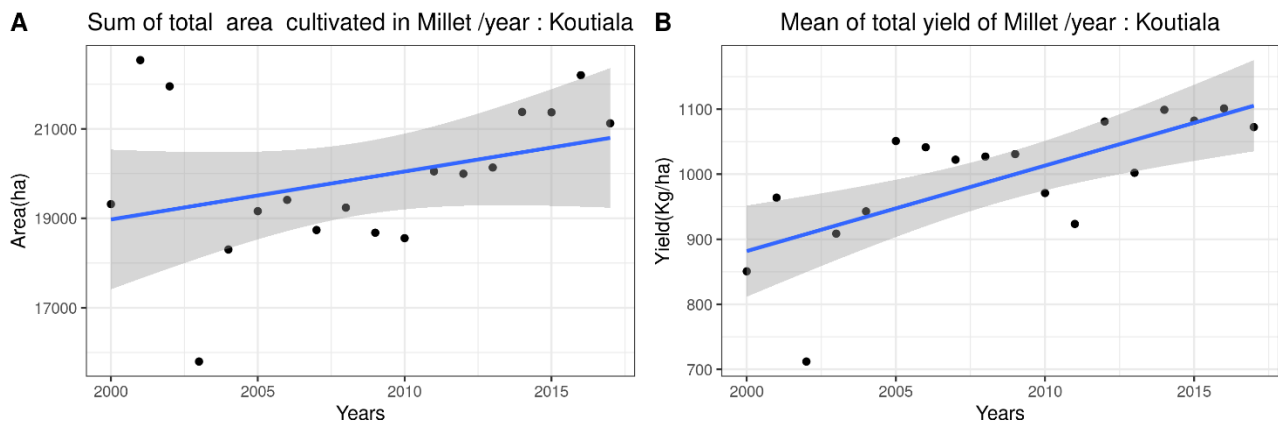 A
Sum of total area cultivated in Millet /year : Koutiala
21000
19000
17000
Area(ha)
2000
2005
2010
2015
Years
B
Mean of total yield of Millet /year : Koutiala
1100
1000
900
800
700
Yield(Kg/ha)
2000
2005
2010
2015
Years